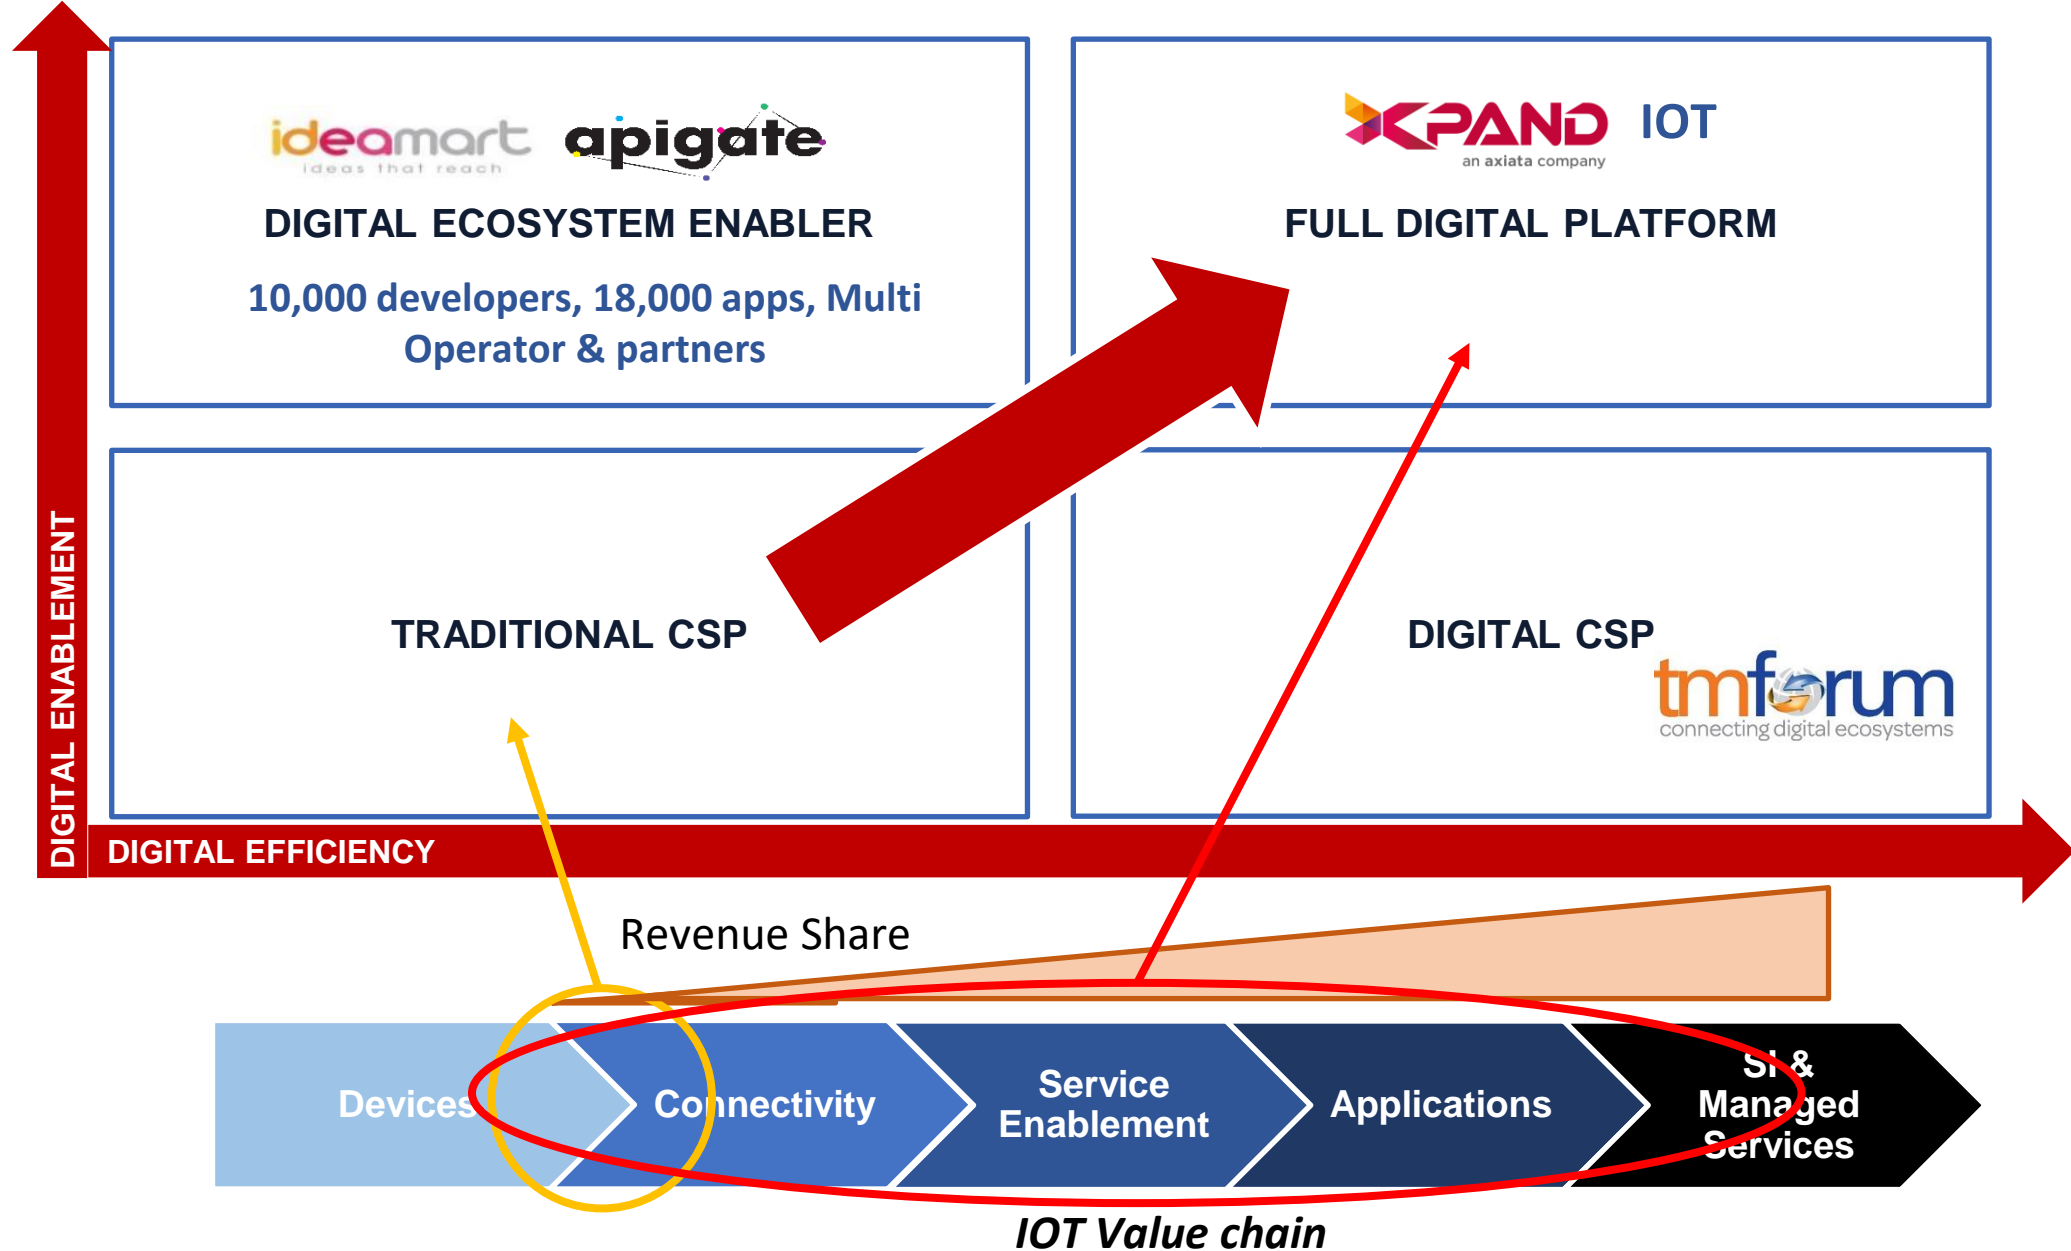 ideamart
ideas that reach
apigate
DIGITAL ECOSYSTEM ENABLER
10,000 developers, 18,000 apps, Multi
Operator & partners
XPAND
an axiata company
IOT
FULL DIGITAL PLATFORM
TRADITIONAL CSP
DIGITAL CSP
tmforum
connecting digital ecosystems
DIGITAL ENABLEMENT
DIGITAL EFFICIENCY
Revenue Share
Devices
Connectivity
Service
Enablement
Applications
SI &
Managed
Services
IOT Value chain